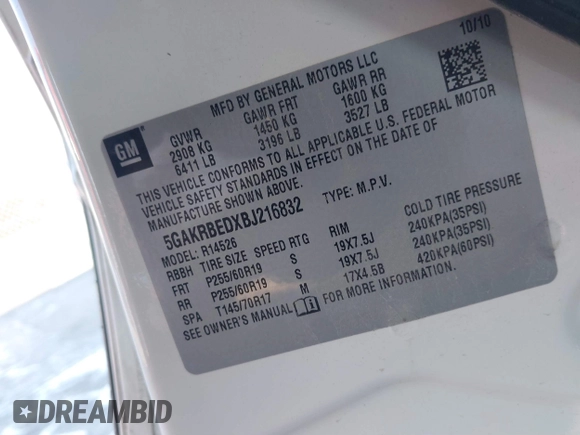 10/10
MFD BY GENERAL MOTORS LLC
GVWR GAWR FRT GAWR RR
2908 KG 1450 KG 1600 KG
6411 LB 3196 LB 3527 LB
GM
THIS VEHICLE CONFORMS TO ALL APPLICABLE U.S. FEDERAL MOTOR
VEHICLE SAFETY STANDARDS IN EFFECT ON THE DATE OF
MANUFACTURE SHOWN ABOVE.
5GAKRBEDXBJ216832 TYPE: M.P.V.
MODEL: R14526
RBBH TIRE SIZE SPEED RTG RIM COLD TIRE PRESSURE
FRT P255/60R19 S 19X7.5J 240KPA(35PSI)
RR P255/60R19 S 19X7.5J 240KPA(35PSI)
SPA T145/70R17 M 17X4.5B 420KPA(60PSI)
SEE OWNER'S MANUAL FOR MORE INFORMATION.
DREAMBID